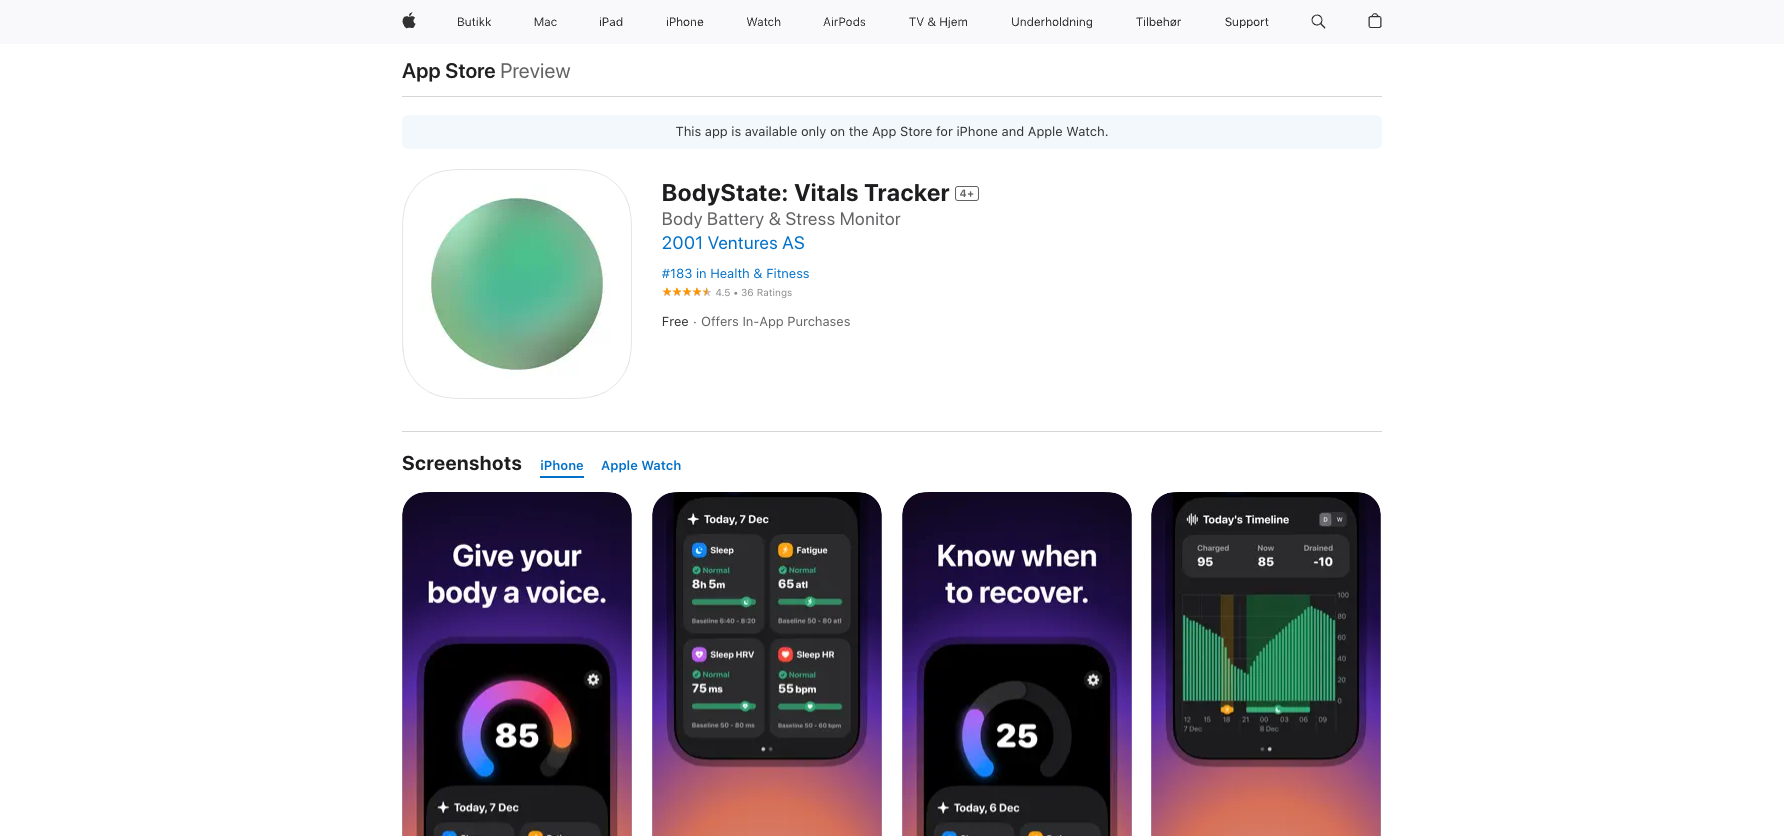 Butikk Mac iPad iPhone Watch AirPods TV & Hjem Underholdning Tilbehør Support
App Store Preview
This app is available only on the App Store for iPhone and Apple Watch.
BodyState: Vitals Tracker 4+
Body Battery & Stress Monitor
2001 Ventures AS
#183 in Health & Fitness
4.5 • 36 Ratings
Free · Offers In-App Purchases
Screenshots iPhone Apple Watch
Give your
body a voice.
85
Today, 7 Dec
Today, 7 Dec
Sleep
Normal
8h 5m
Baseline 6:40 - 8:20
Fatigue
Normal
65 atl
Baseline 50 - 80 atl
Sleep HRV
Normal
75 ms
Baseline 50 - 80 ms
Sleep HR
Normal
55 bpm
Baseline 50 - 60 bpm
Know when
to recover.
25
Today, 6 Dec
Today's Timeline D W
Charged Now Drained
95 85 -10
100
80
60
40
20
0
12 15 18 21 00 03 06 09
7 Dec 8 Dec